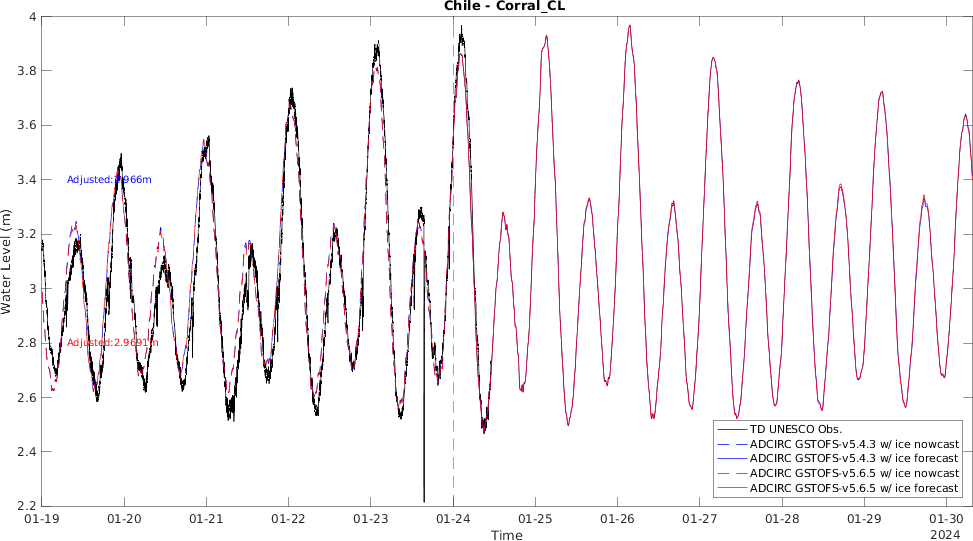 Chile - Corral_CL
4
3.8
3.6
3.4
3.2
3
2.8
2.6
2.4
2.2
Water Level (m)
Adjusted:2.9691m
01-19
01-20
01-21
01-22
01-23
01-24
01-25
01-26
01-27
01-28
01-29
01-30
2024
Time
TD UNESCO Obs.
ADCIRC GSTOFS-v5.4.3 w/ ice nowcast
ADCIRC GSTOFS-v5.4.3 w/ ice forecast
ADCIRC GSTOFS-v5.6.5 w/ ice nowcast
ADCIRC GSTOFS-v5.6.5 w/ ice forecast